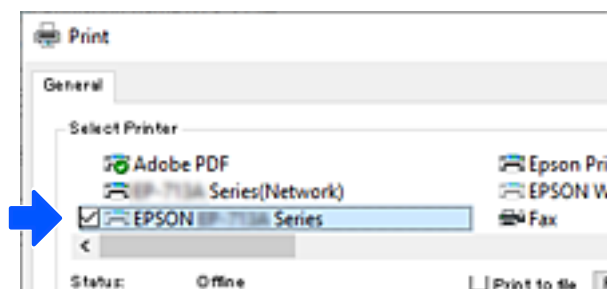 Print
General
Select Printer
Adobe PDF
Epson Pri
Series(Network)
EPSON W
EPSON Series
Fax
Status: Offline
Print to file